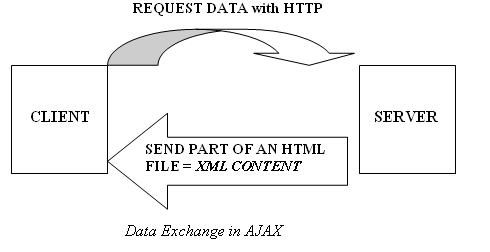 REQUEST DATA with HTTP
CLIENT
SERVER
SEND PART OF AN HTML
FILE = XML CONTENT
Data Exchange in AJAX